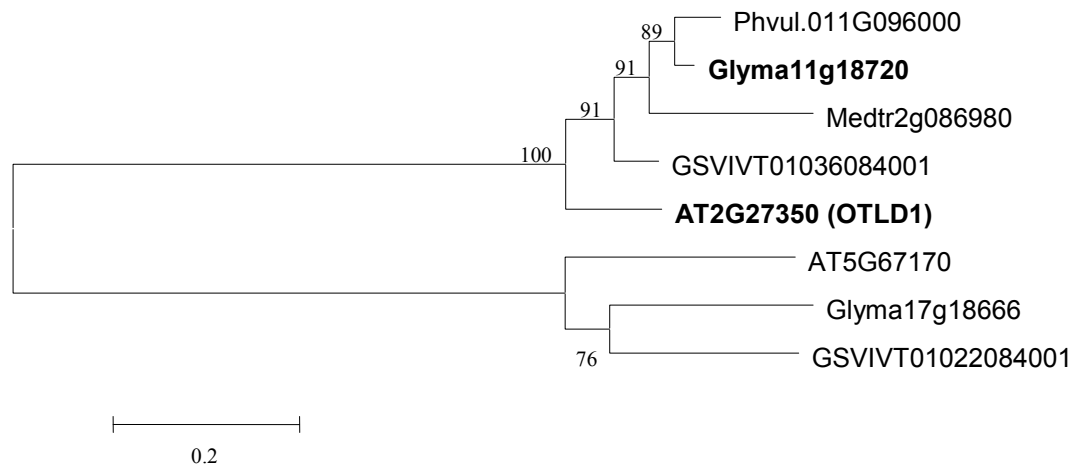 Phvul.011G096000
89
Glyma11g18720
91
Medtr2g086980
91
100
GSVIVT01036084001
AT2G27350 (OTLD1)
AT5G67170
Glyma17g18666
76
GSVIVT01022084001
0.2